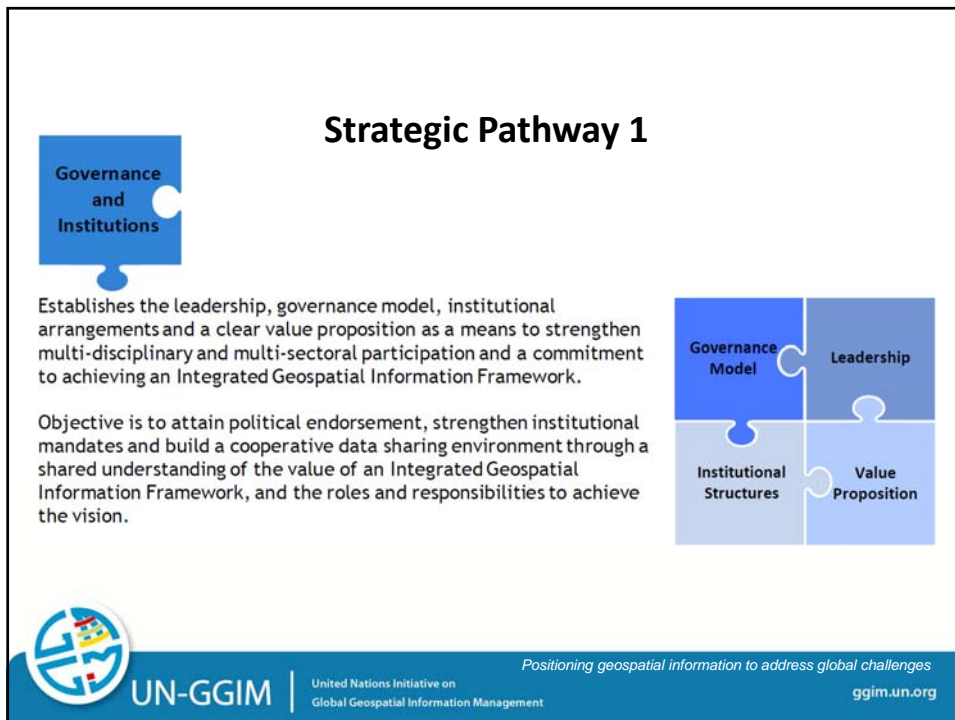 Strategic Pathway 1
Governance
and
Institutions
Establishes the leadership, governance model, institutional
arrangements and a clear value proposition as a means to strengthen
multi-disciplinary and multi-sectoral participation and a commitment
to achieving an Integrated Geospatial Information Framework.
Objective is to attain political endorsement, strengthen institutional
mandates and build a cooperative data sharing environment through a
shared understanding of the value of an Integrated Geospatial
Information Framework, and the roles and responsibilities to achieve
the vision.
Governance
Model
Leadership
Institutional
Structures
Value
Proposition
Positioning geospatial information to address global challenges
UN-GGIM
United Nations Initiative on
Global Geospatial Information Management
ggim.un.org